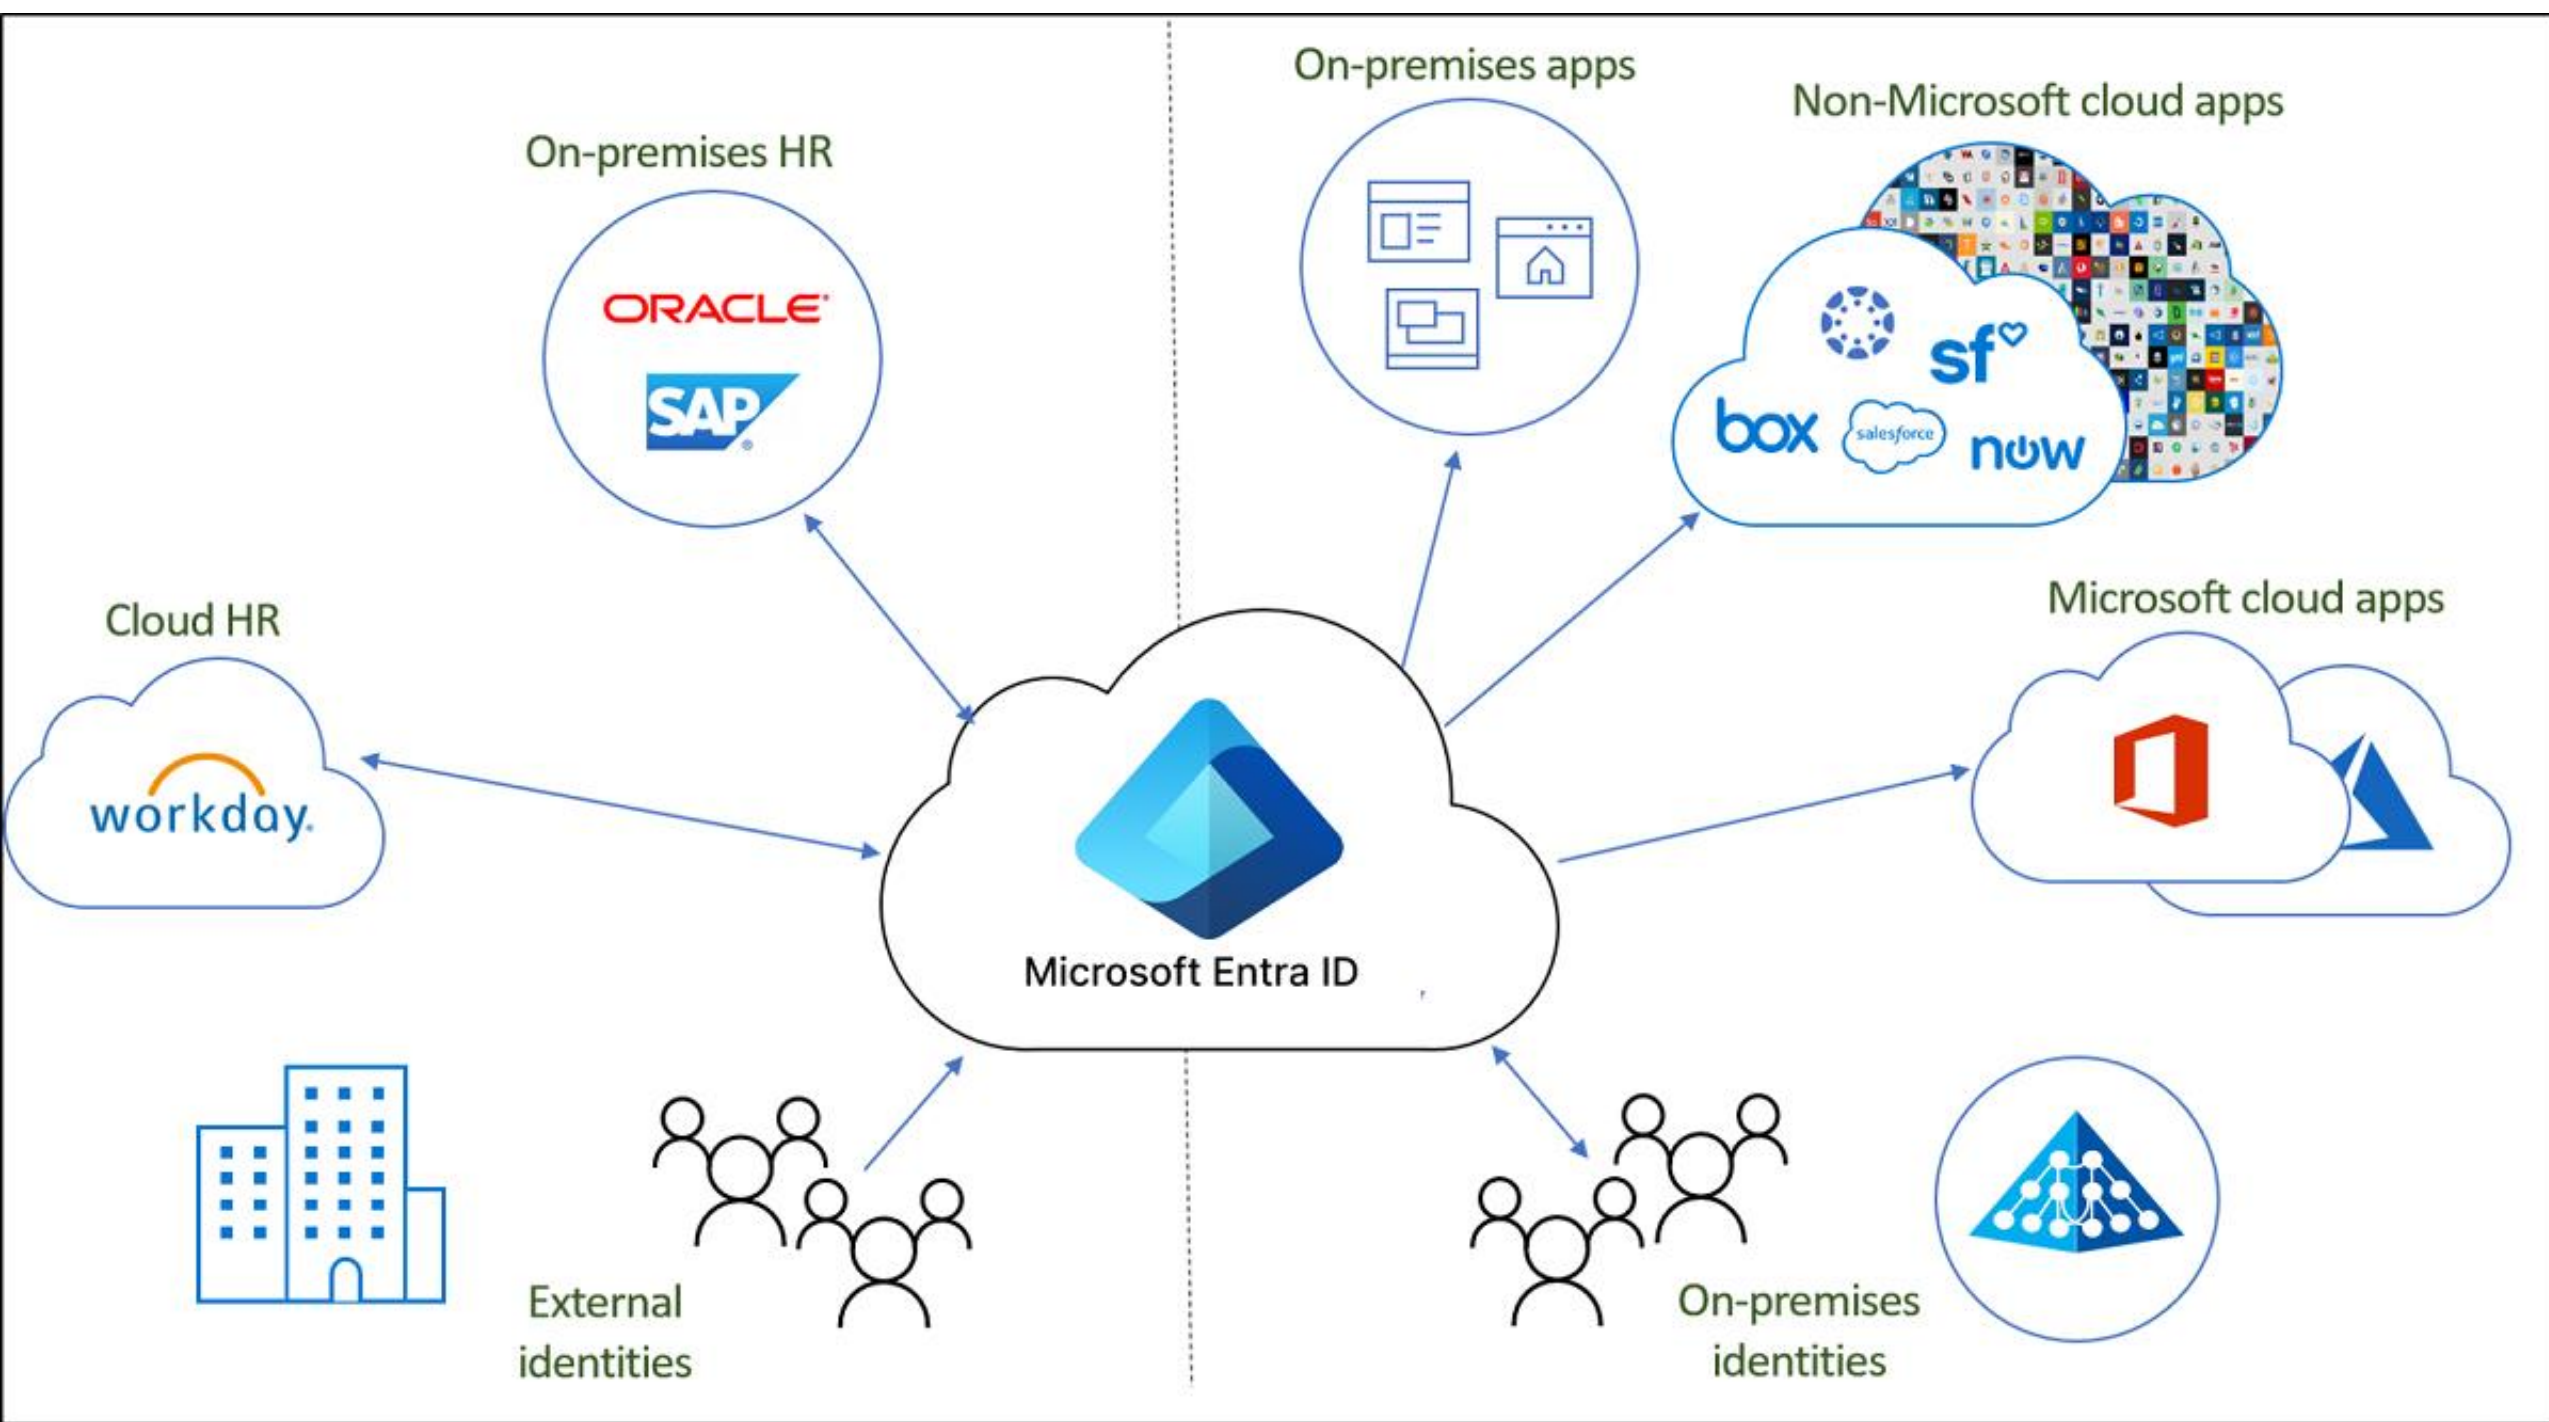 On-premises apps
Non-Microsoft cloud apps
On-premises HR
ORACLE
SAP
®
sf
box
salesforce
now
Cloud HR
Microsoft cloud apps
workday.
Microsoft Entra ID
External
identities
On-premises
identities